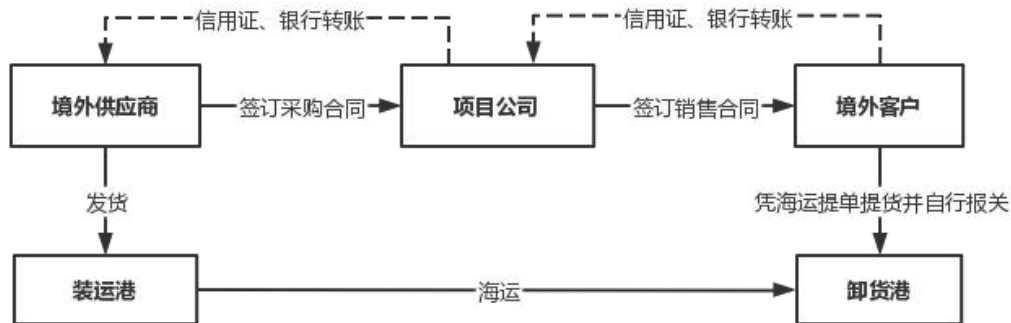 信用证、银行转账
信用证、银行转账
境外供应商
签订采购合同
项目公司
签订销售合同
境外客户
发货
凭海运提单提货并自行报关
装运港
海运
卸货港